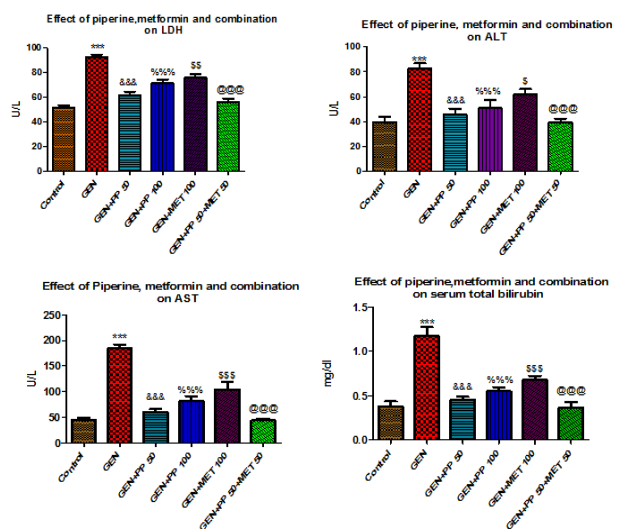 Effect of piperine,metformin and combination
on LDH
U/L
100
80
60
40
20
0
***
&&&
%%%
$$
@@@
Control
GEN
GEN+PP 50
GEN+PP 100
GEN+MET 100
GEN+PP 50+MET 50
Effect of piperine, metformin and combination
on ALT
U/L
100
80
60
40
20
0
***
&&&
%%%
$
@@@
Control
GEN
GEN+PP 50
GEN+PP 100
GEN+MET 100
GEN+PP 50+MET 50
Effect of Piperine, metformin and combination
on AST
U/L
250
200
150
100
50
0
***
&&&
%%%
$$$
@@@
Control
GEN
GEN+PP 50
GEN+PP 100
GEN+MET 100
GEN+PP 50+MET 50
Effect of piperine,metformin and combination
on serum total bilirubin
mg/dl
1.5
1.0
0.5
0.0
***
&&&
%%%
$$$
@@@
Control
GEN
GEN+PP 50
GEN+PP 100
GEN+MET 100
GEN+PP 50+MET 50